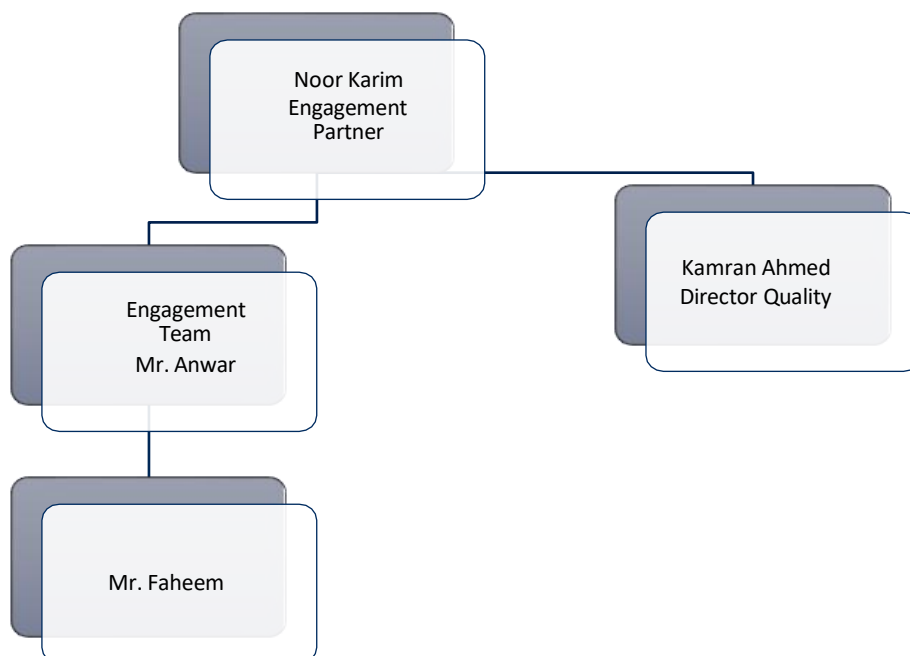 Noor Karim
Engagement
Partner
Kamran Ahmed
Director Quality
Engagement
Team
Mr. Anwar
Mr. Faheem